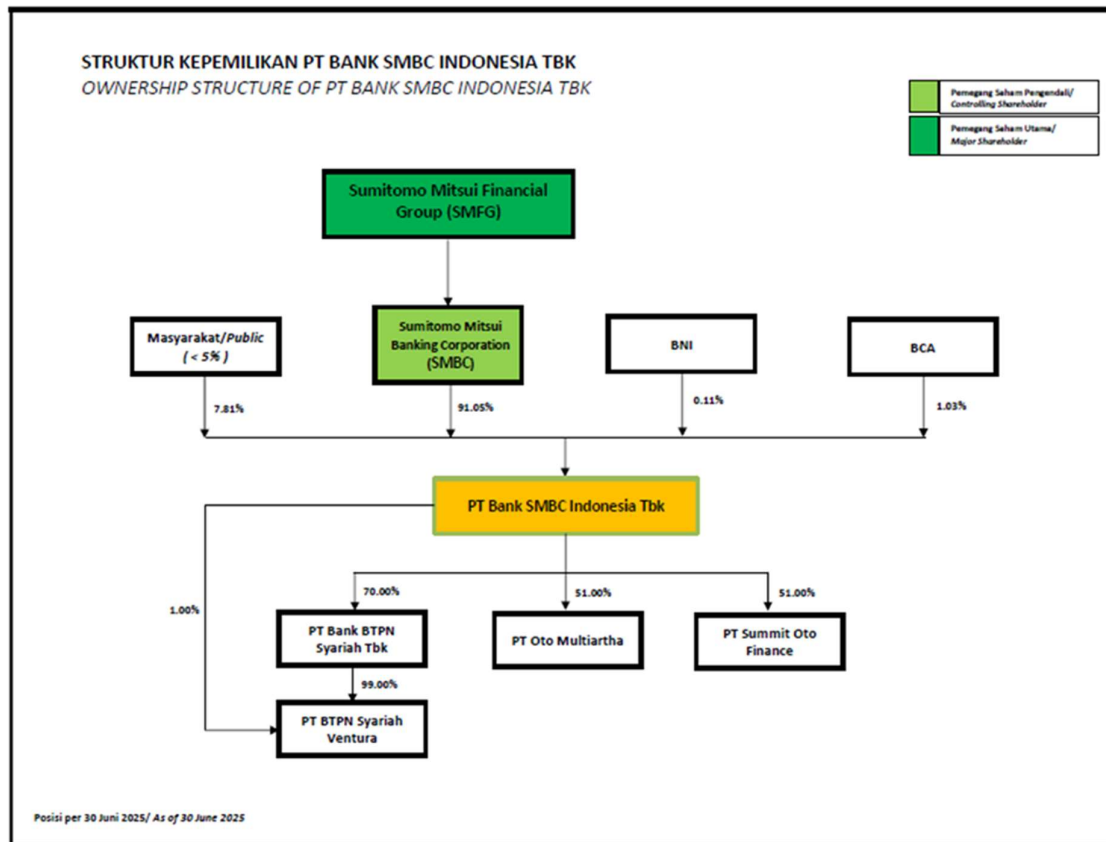 STRUKTUR KEPEMILIKAN PT BANK SMBC INDONESIA TBK
OWNERSHIP STRUCTURE OF PT BANK SMBC INDONESIA TBK
Pemegang Saham Pengendali/
Controlling Shareholder
Pemegang Saham Utama/
Major Shareholder
Sumitomo Mitsui Financial
Group (SMFG)
Masyarakat/Public
( < 5% )
Sumitomo Mitsui
Banking Corporation
(SMBC)
BNI
BCA
7.81%
91.05%
0.11%
1.03%
PT Bank SMBC Indonesia Tbk
1.00%
70.00%
51.00%
51.00%
PT Bank BTPN
Syariah Tbk
PT Oto Multiartha
PT Summit Oto
Finance
99.00%
PT BTPN Syariah
Ventura
Posisi per 30 Juni 2025/ As of 30 June 2025